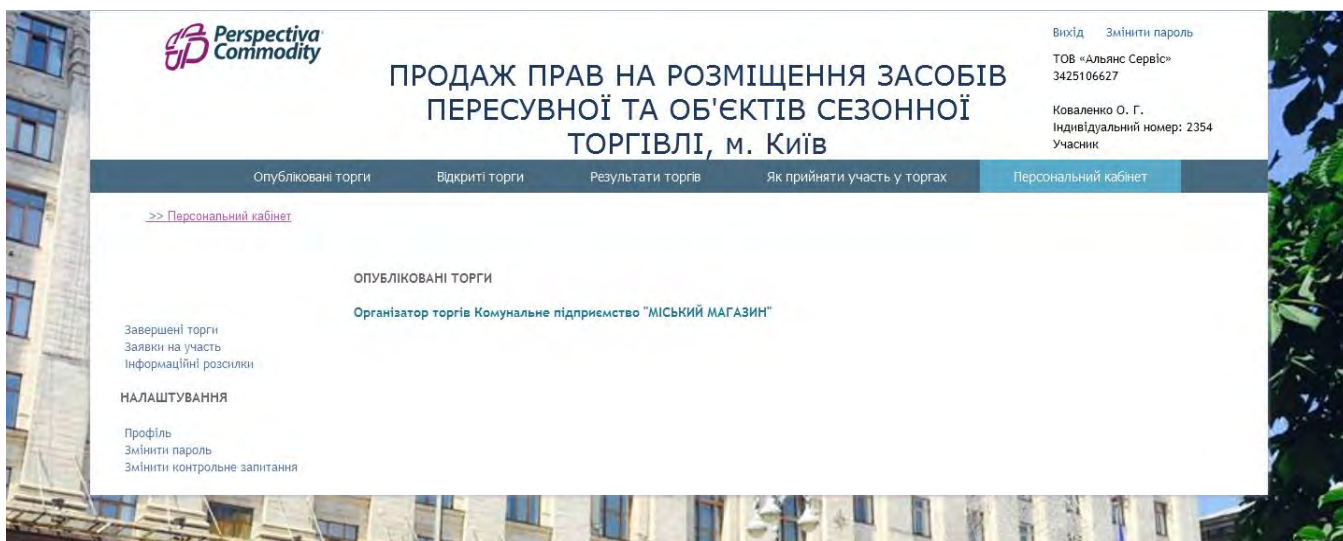 Perspectiva
Commodity
Вихід Змінити пароль
ТОВ «Альянс Сервіс»
3425106627
Коваленко О. Г.
Індивідуальний номер: 2354
Учасник
ПРОДАЖ ПРАВ НА РОЗМІЩЕННЯ ЗАСОБІВ
ПЕРЕСУВНОЇ ТА ОБ'ЄКТІВ СЕЗОННОЇ
ТОРГІВЛІ, м. Київ
Опубліковані торги Відкриті торги Результати торгів Як прийняти участь у торгах Персональний кабінет
>> Персональний кабінет
ОПУБЛІКОВАНІ ТОРГИ
Організатор торгів Комунальне підприємство "МІСЬКИЙ МАГАЗИН"
Завершені торги
Заявки на участь
Інформаційні розсилки
НАЛАШТУВАННЯ
Профіль
Змінити пароль
Змінити контрольне запитання